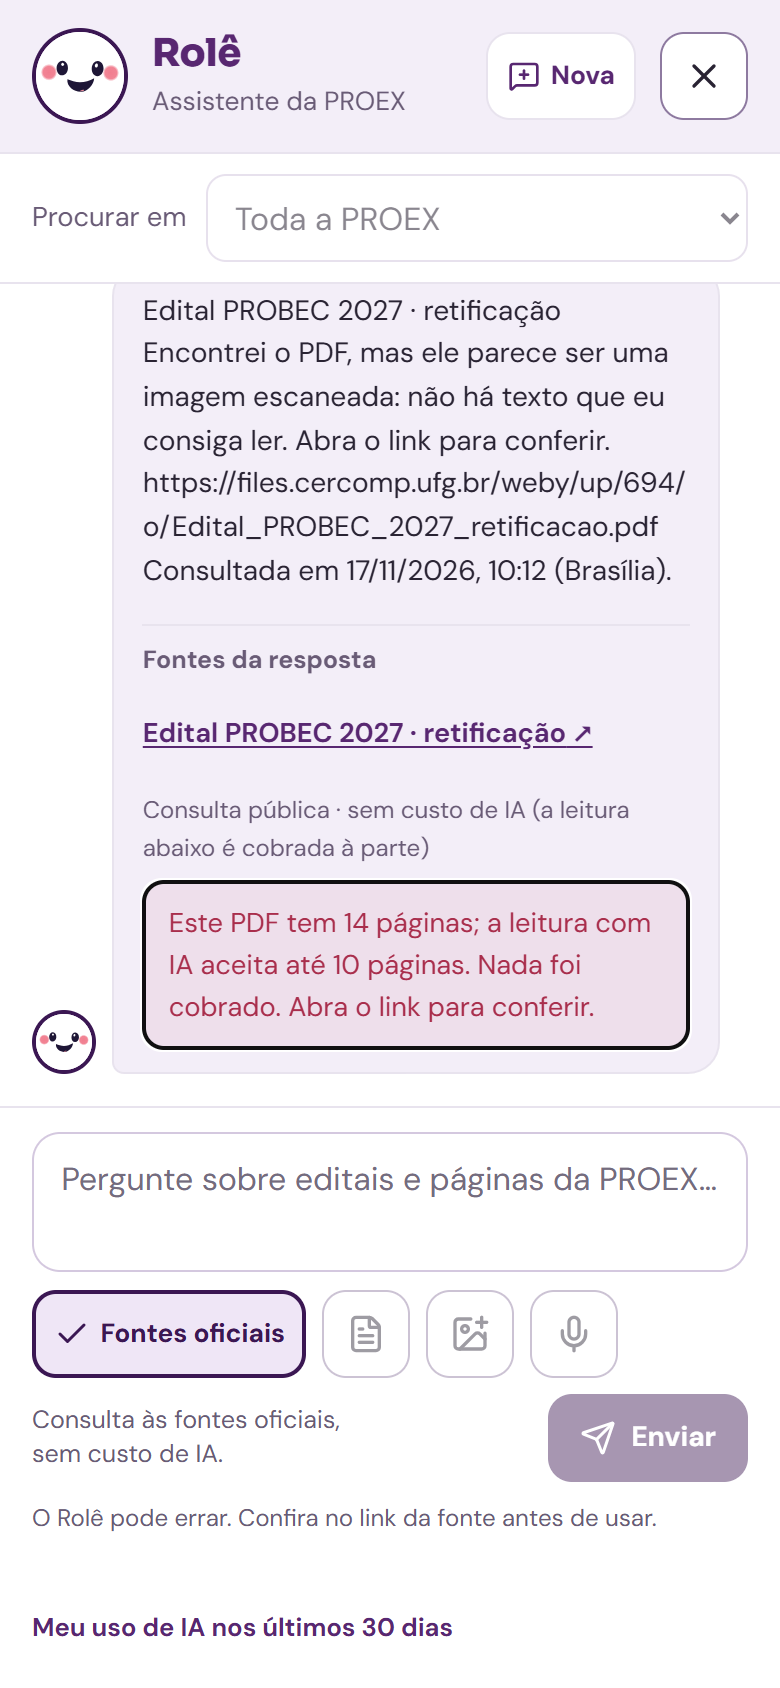 Rolê
Assistente da PROEX
Nova
Procurar em
Toda a PROEX
Edital PROBEC 2027 · retificação
Encontrei o PDF, mas ele parece ser uma
imagem escaneada: não há texto que eu
consiga ler. Abra o link para conferir.
https://files.cercomp.ufg.br/weby/up/694/
o/Edital_PROBEC_2027_retificacao.pdf
Consultada em 17/11/2026, 10:12 (Brasília).
Fontes da resposta
Edital PROBEC 2027 · retificação ↗
Consulta pública · sem custo de IA (a leitura
abaixo é cobrada à parte)
Este PDF tem 14 páginas; a leitura com
IA aceita até 10 páginas. Nada foi
cobrado. Abra o link para conferir.
Pergunte sobre editais e páginas da PROEX...
Fontes oficiais
Consulta às fontes oficiais,
sem custo de IA.
Enviar
O Rolê pode errar. Confira no link da fonte antes de usar.
Meu uso de IA nos últimos 30 dias